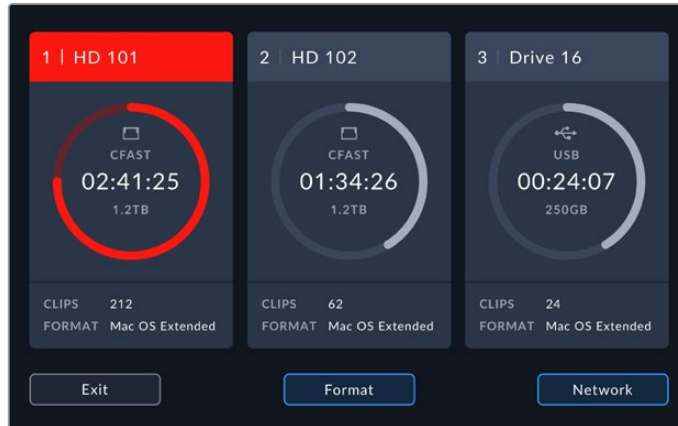 1 | HD 101
CFAST
02:41:25
1.2TB
CLIPS 212
FORMAT Mac OS Extended
2 | HD 102
CFAST
01:34:26
1.2TB
CLIPS 62
FORMAT Mac OS Extended
3 | Drive 16
USB
00:24:07
250GB
CLIPS 24
FORMAT Mac OS Extended
Exit
Format
Network